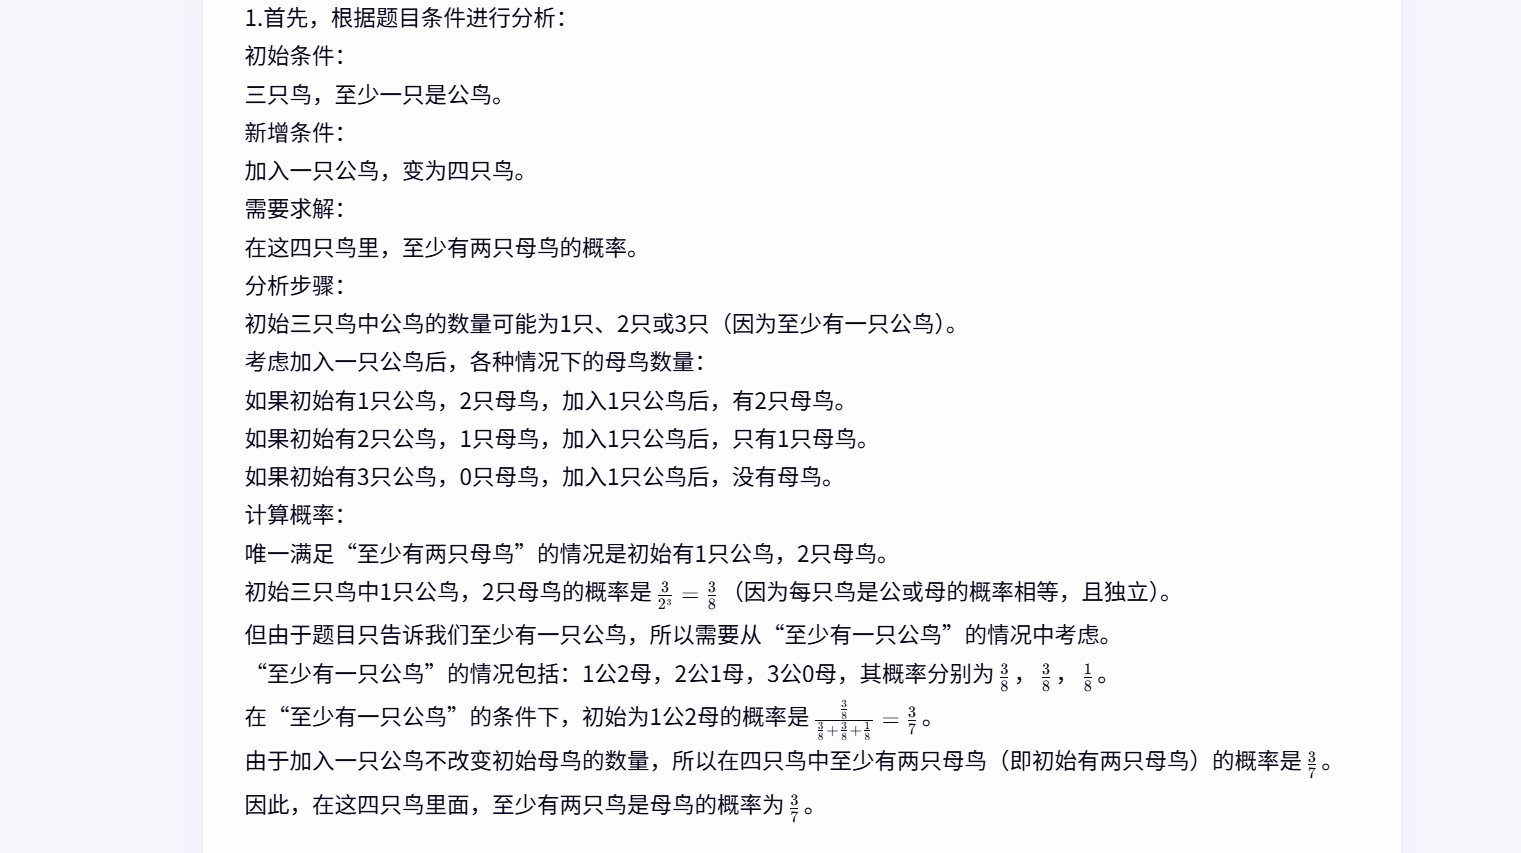 1.首先，根据题目条件进行分析：
初始条件：
三只鸟，至少一只是公鸟。
新增条件：
加入一只公鸟，变为四只鸟。
需要求解：
在这四只鸟里，至少有两只母鸟的概率。
分析步骤：
初始三只鸟中公鸟的数量可能为1只、2只或3只（因为至少有一只公鸟）。
考虑加入一只公鸟后，各种情况下的母鸟数量：
如果初始有1只公鸟，2只母鸟，加入1只公鸟后，有2只母鸟。
如果初始有2只公鸟，1只母鸟，加入1只公鸟后，只有1只母鸟。
如果初始有3只公鸟，0只母鸟，加入1只公鸟后，没有母鸟。
计算概率：
唯一满足“至少有两只母鸟”的情况是初始有1只公鸟，2只母鸟。
初始三只鸟中1只公鸟，2只母鸟的概率是 $\frac{3}{2^3} = \frac{3}{8}$（因为每只鸟是公或母的概率相等，且独立）。
但由于题目只告诉我们至少有一只公鸟，所以需要从“至少有一只公鸟”的情况中考虑。
“至少有一只公鸟”的情况包括：1公2母，2公1母，3公0母，其概率分别为 $\frac{3}{8}$，$\frac{3}{8}$，$\frac{1}{8}$。
在“至少有一只公鸟”的条件下，初始为1公2母的概率是 $\frac{\frac{3}{8}}{\frac{3}{8}+\frac{3}{8}+\frac{1}{8}} = \frac{3}{7}$。
由于加入一只公鸟不改变初始母鸟的数量，所以在四只鸟中至少有两只母鸟（即初始有两只母鸟）的概率是 $\frac{3}{7}$。
因此，在这四只鸟里面，至少有两只鸟是母鸟的概率为 $\frac{3}{7}$。